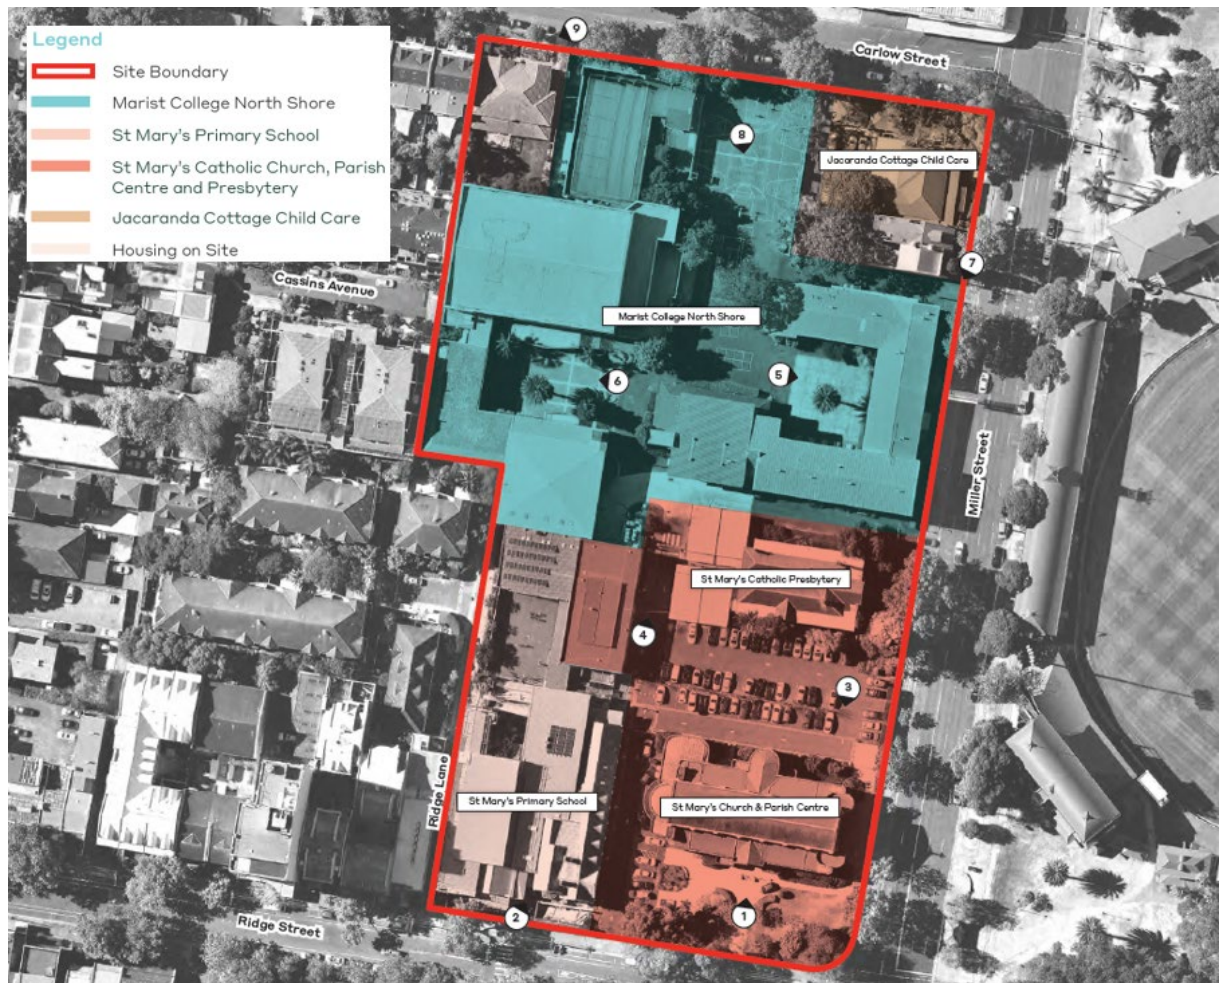 Legend
Site Boundary
Marist College North Shore
St Mary's Primary School
St Mary's Catholic Church, Parish
Centre and Presbytery
Jacaranda Cottage Child Care
Housing on Site
9
Carlow Street
8
Jacaranda Cottage Child Care
7
Cassins Avenue
Marist College North Shore
5
6
Miller Street
St Mary's Catholic Presbytery
4
3
Ridge Lane
St Mary's Primary School
St Mary's Church & Parish Centre
2
1
Ridge Street